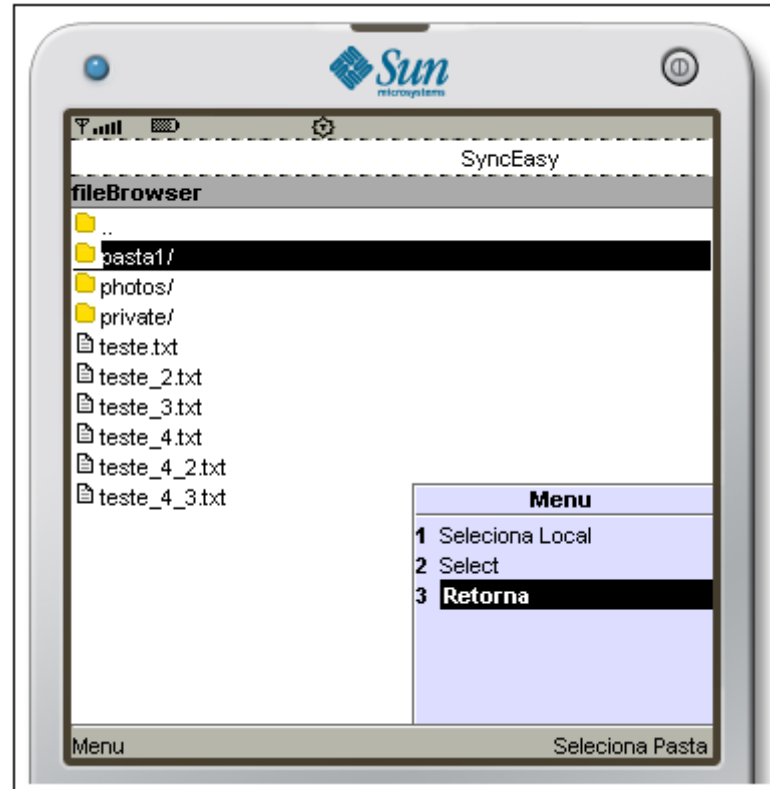 Sun
microsystems
SyncEasy
fileBrowser
..
pasta1/
photos/
private/
teste.txt
teste_2.txt
teste_3.txt
teste_4.txt
teste_4_2.txt
teste_4_3.txt
Menu
1 Seleciona Local
2 Select
3 Retorna
Menu Seleciona Pasta